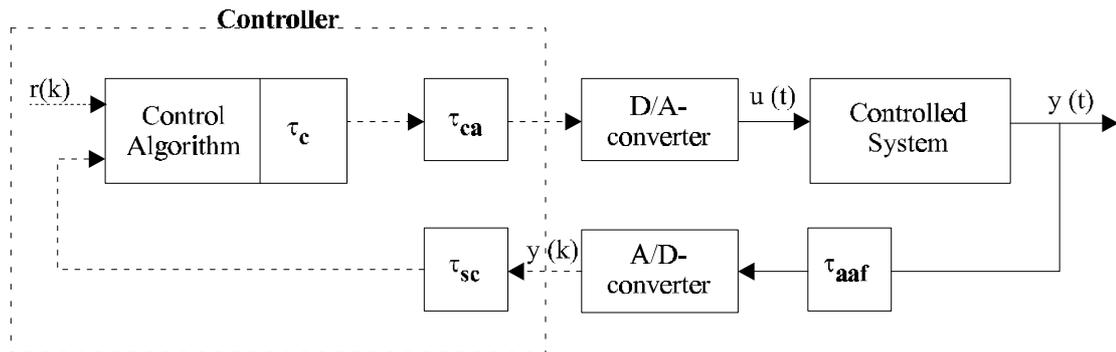 Controller
r(k)
Control
Algorithm
τc
τca
D/A-
converter
u (t)
Controlled
System
y (t)
τsc
y (k)
A/D-
converter
τaaf